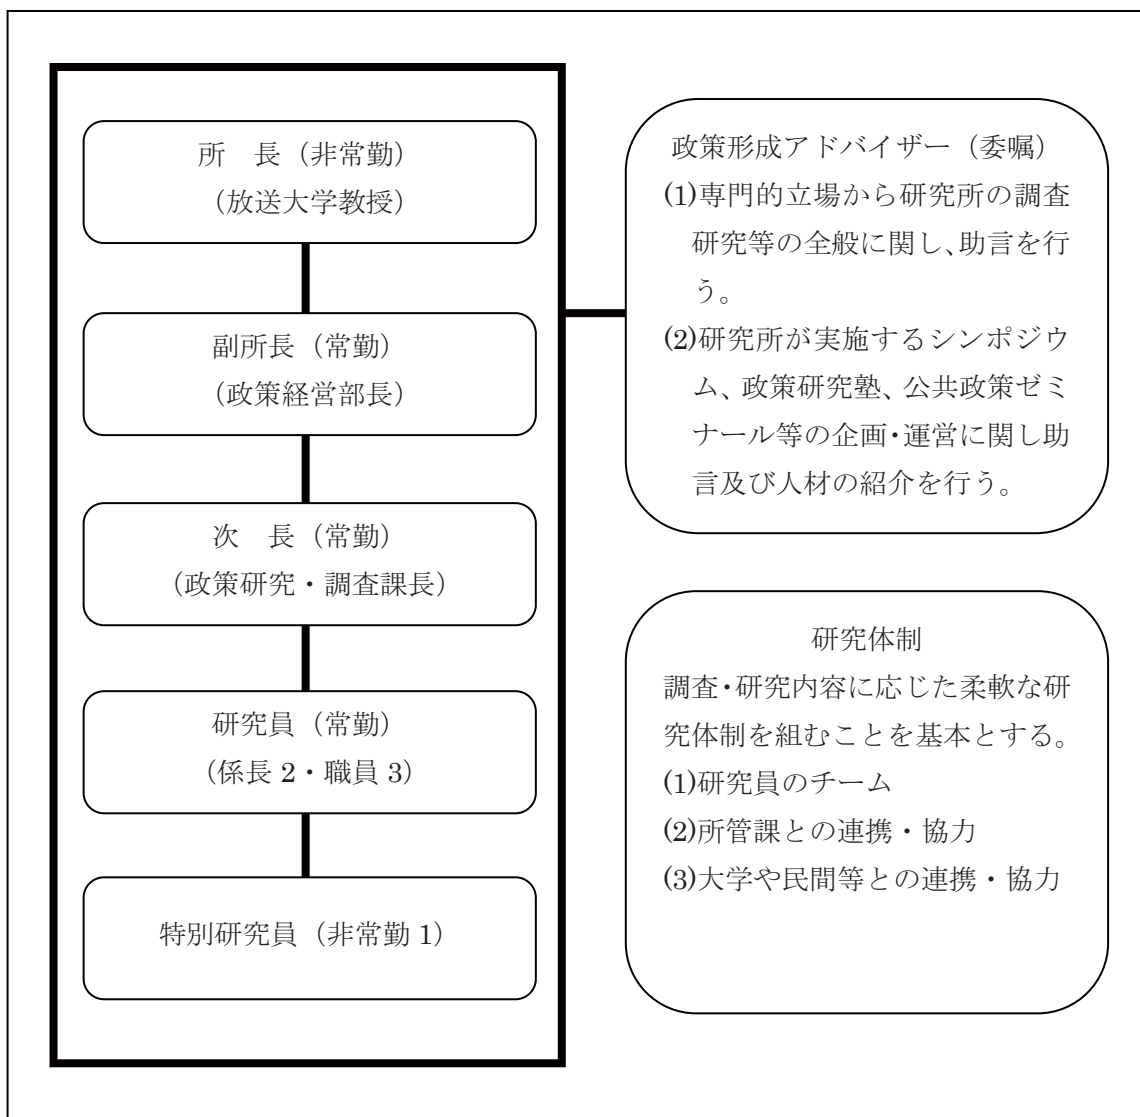 所　長（非常勤）
（放送大学教授）
副所長（常勤）
（政策経営部長）
次　長（常勤）
（政策研究・調査課長）
研究員（常勤）
（係長 2・職員 3）
特別研究員（非常勤 1）
政策形成アドバイザー（委嘱）
(1)専門的立場から研究所の調査
研究等の全般に関し、助言を行
う。
(2)研究所が実施するシンポジウ
ム、政策研究塾、公共政策ゼミ
ナール等の企画・運営に関し助
言及び人材の紹介を行う。
研究体制
調査・研究内容に応じた柔軟な研
究体制を組むことを基本とする。
(1)研究員のチーム
(2)所管課との連携・協力
(3)大学や民間等との連携・協力